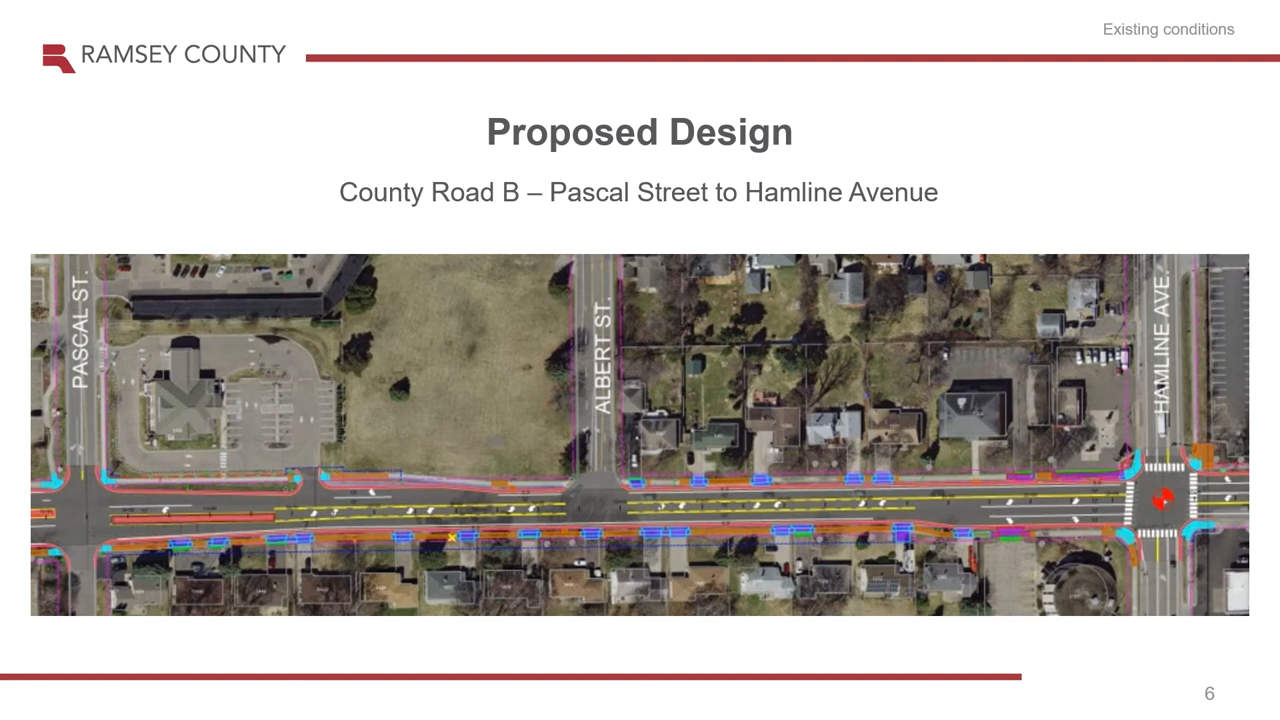 Existing conditions
RAMSEY COUNTY
Proposed Design
County Road B – Pascal Street to Hamline Avenue
PASCAL ST.
ALBERT ST.
HAMLINE AVE.
6